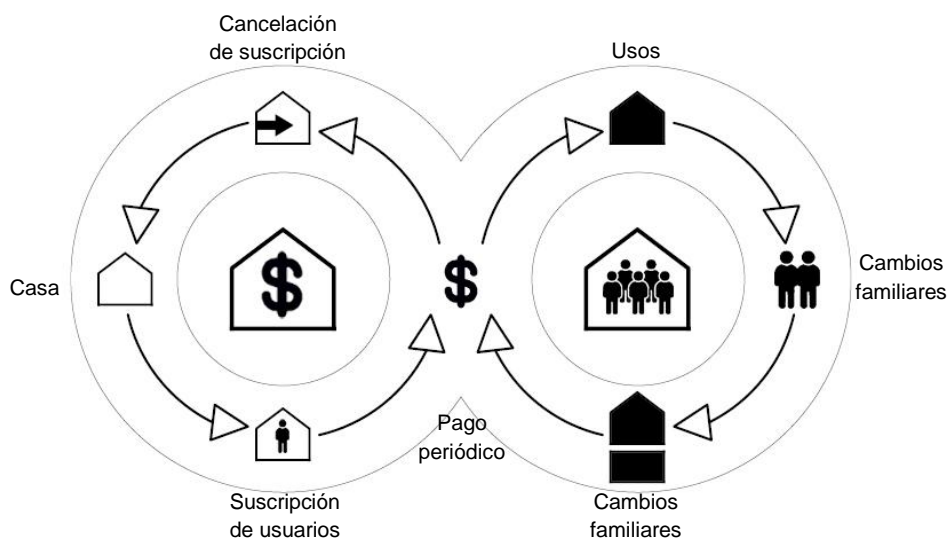 Cancelación
de suscripción
Usos
Casa
Cambios
familiares
Pago
periódico
Suscripción
de usuarios
Cambios
familiares